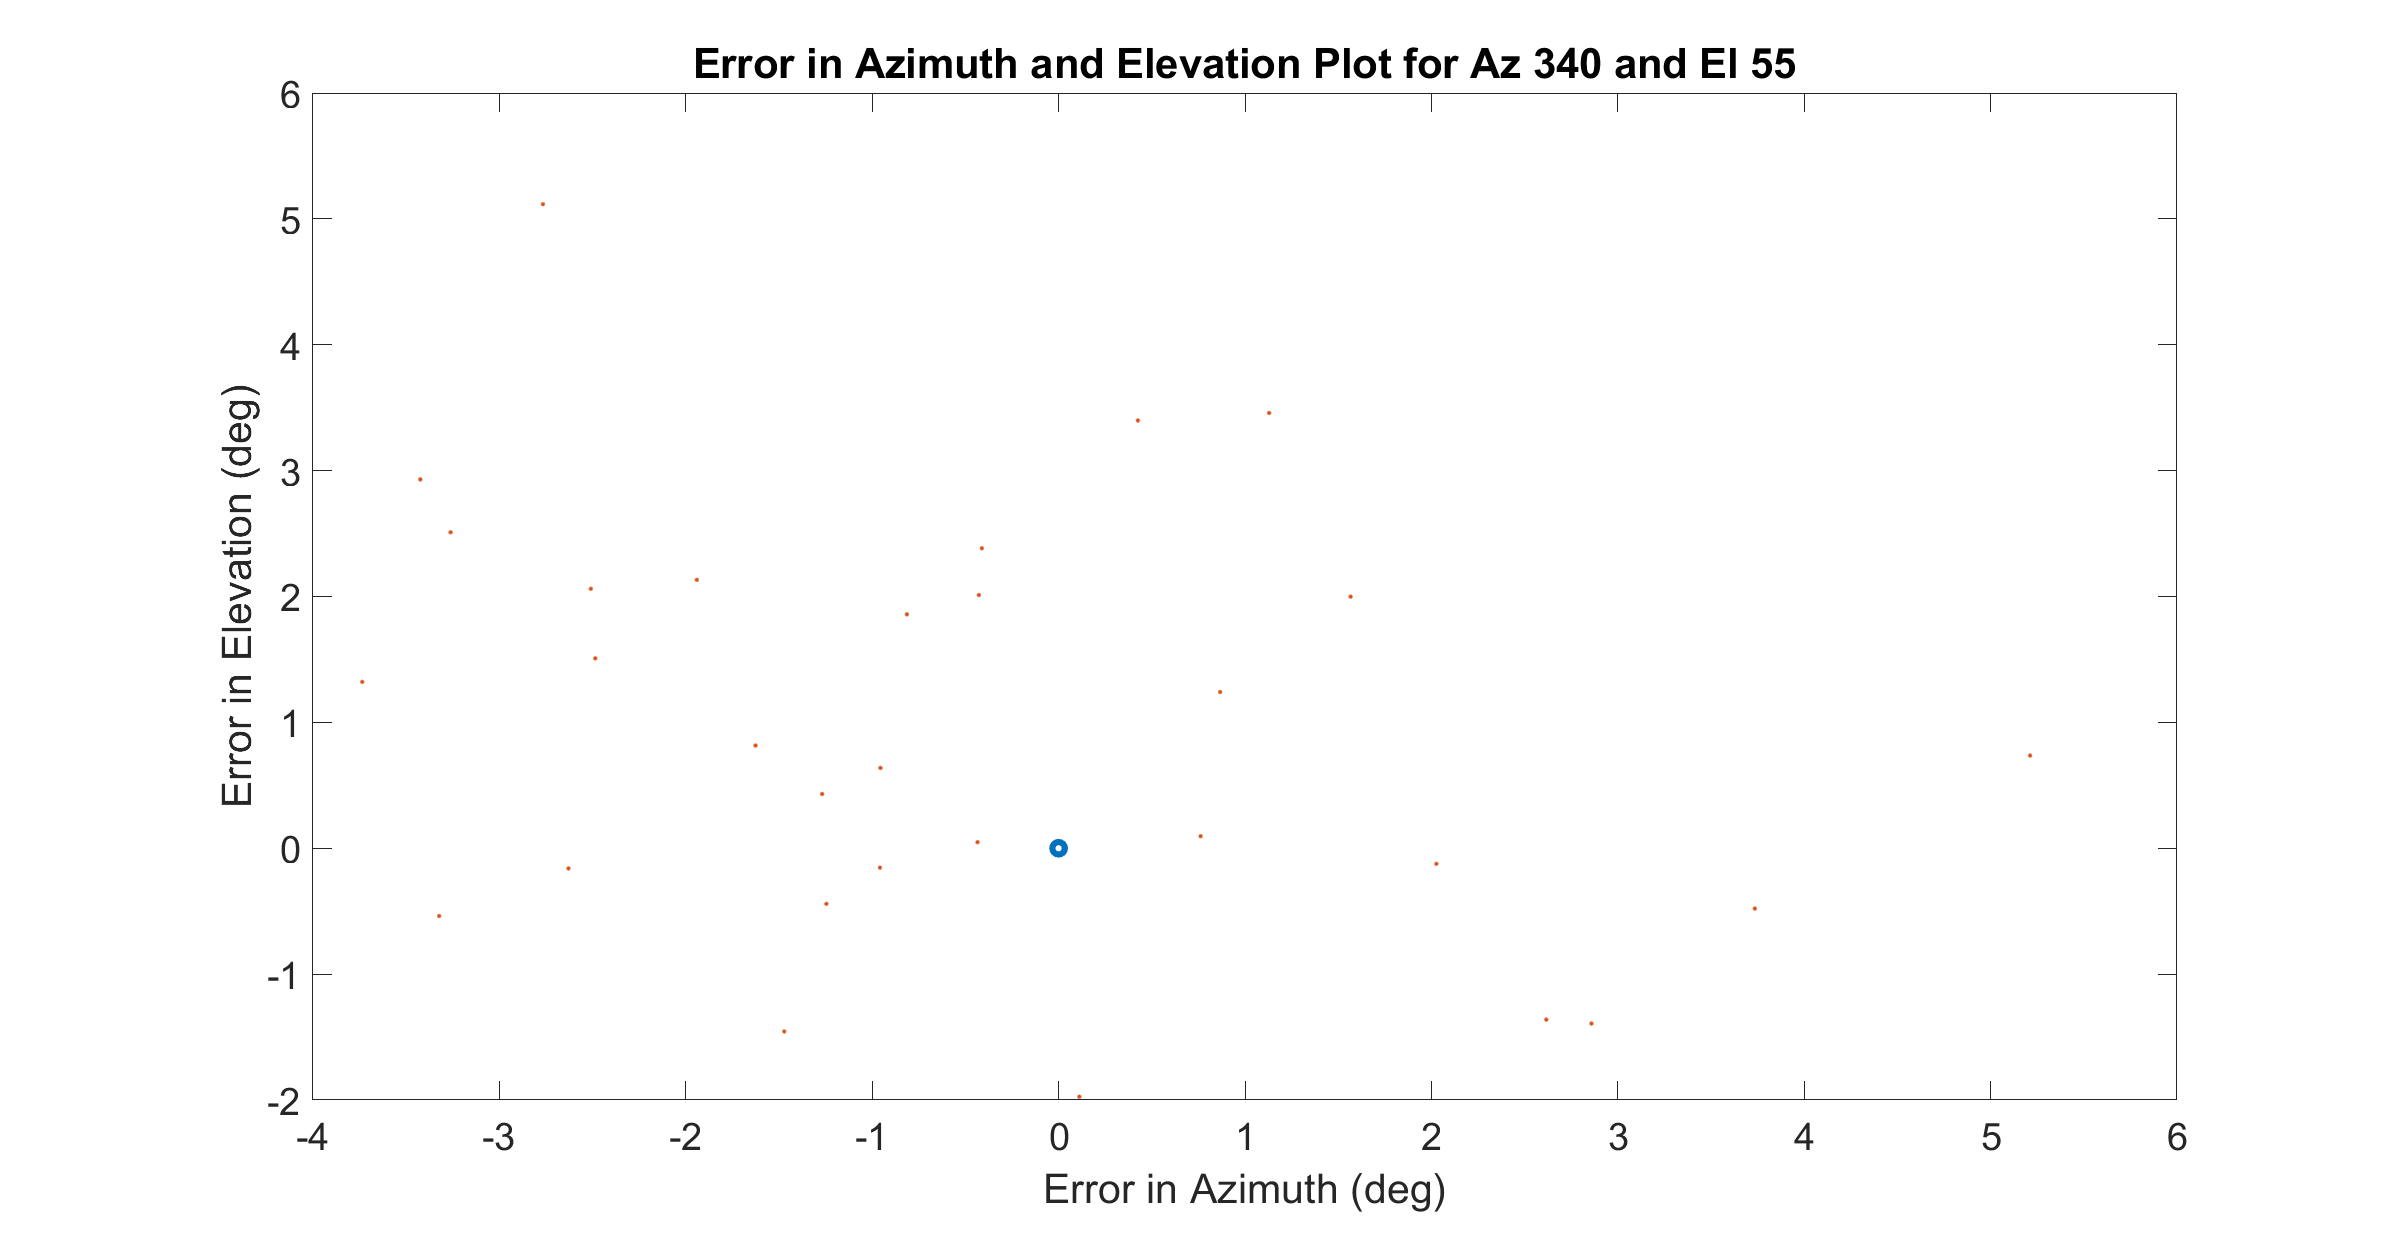 Error in Azimuth and Elevation Plot for Az 340 and El 55
6
5
4
3
2
1
0
-1
-2
Error in Elevation (deg)
-4 -3 -2 -1 0 1 2 3 4 5 6
Error in Azimuth (deg)